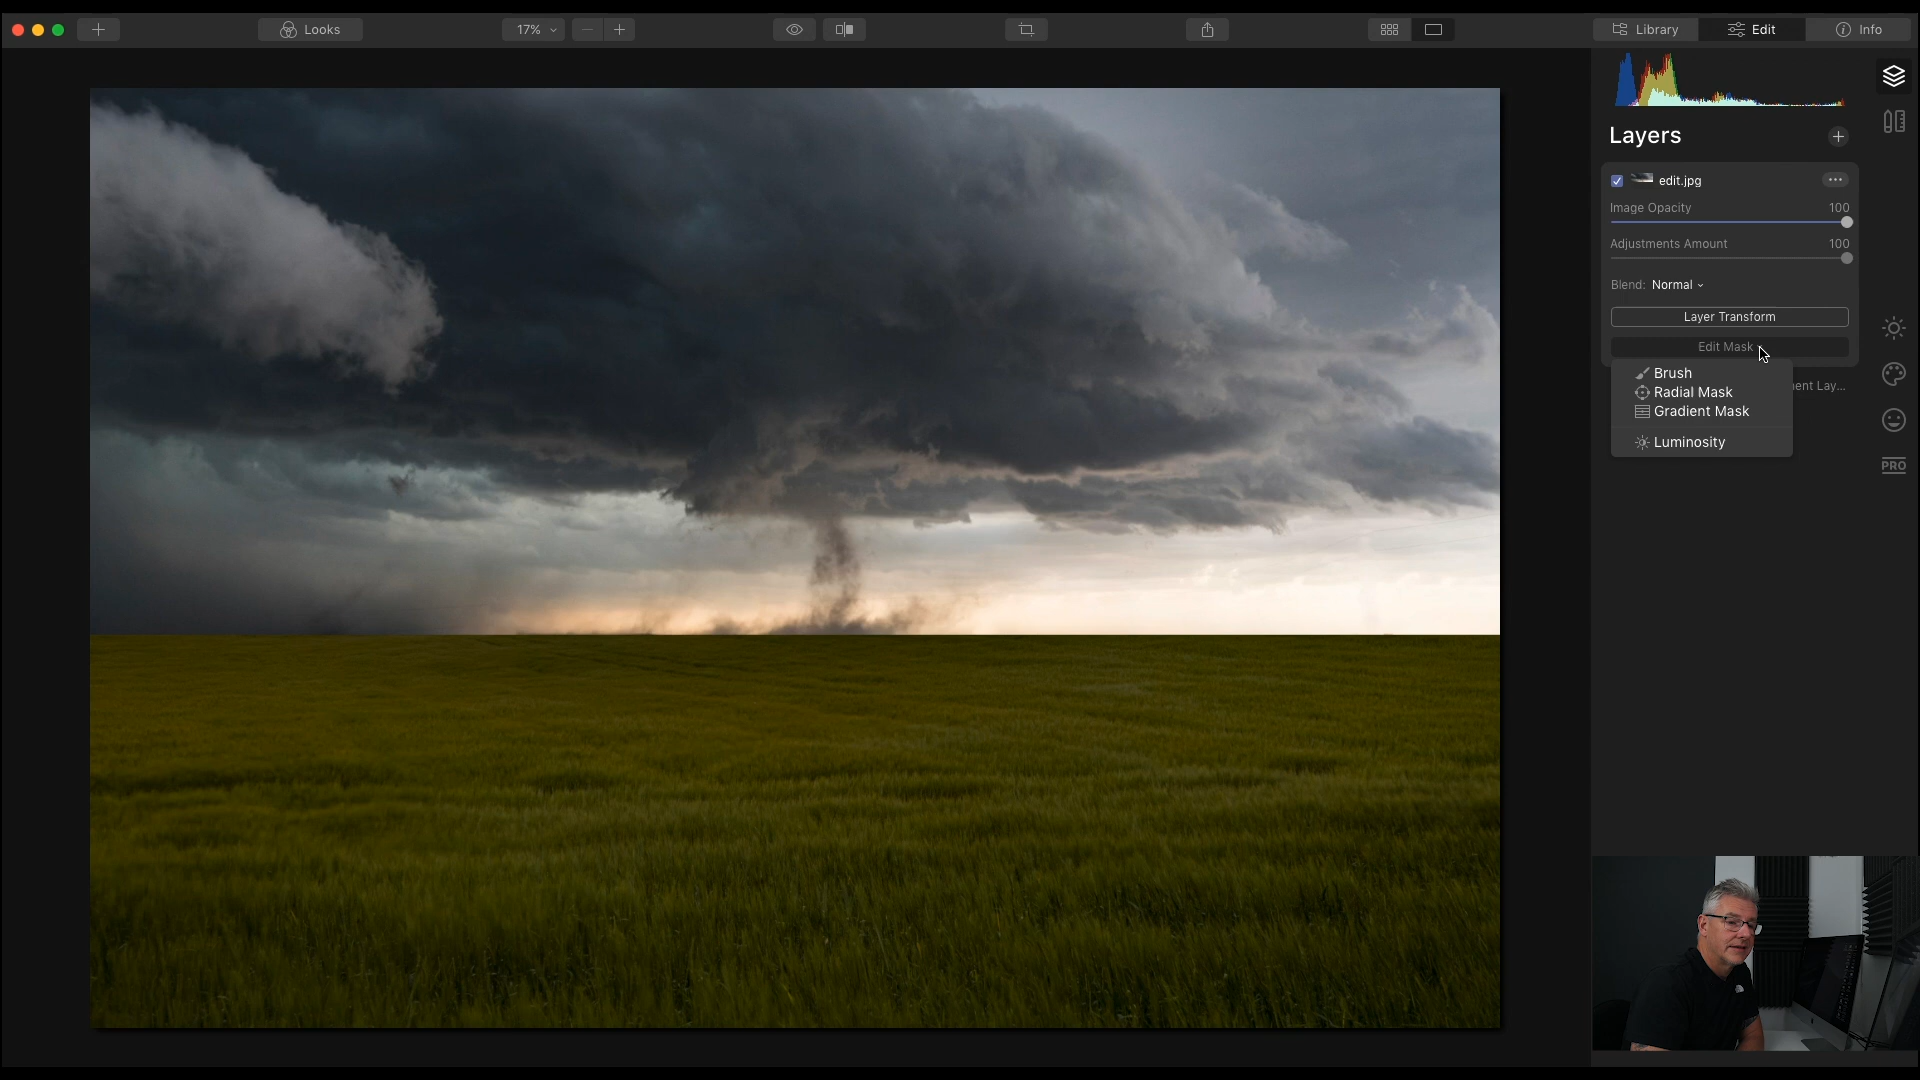 Looks
17%
Library
Edit
Info
Layers
edit.jpg
Image Opacity 100
Adjustments Amount 100
Blend: Normal
Layer Transform
Edit Mask
Brush
Radial Mask
Gradient Mask
Luminosity
Lay...
PRO